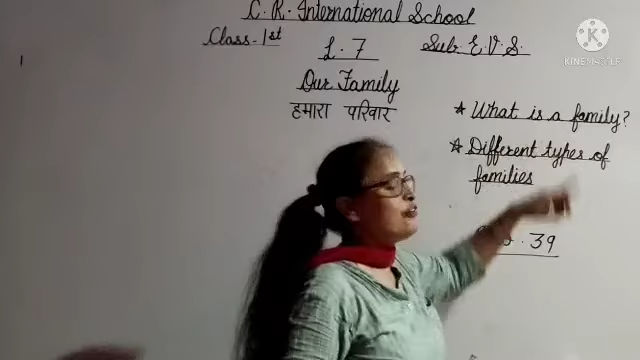 C. R. International School
Class-1st
L. 7
Sub. E.V.S.
Our Family
हमारा परिवार
* What is a family?
* Different types of
families
39
KINEMASTER